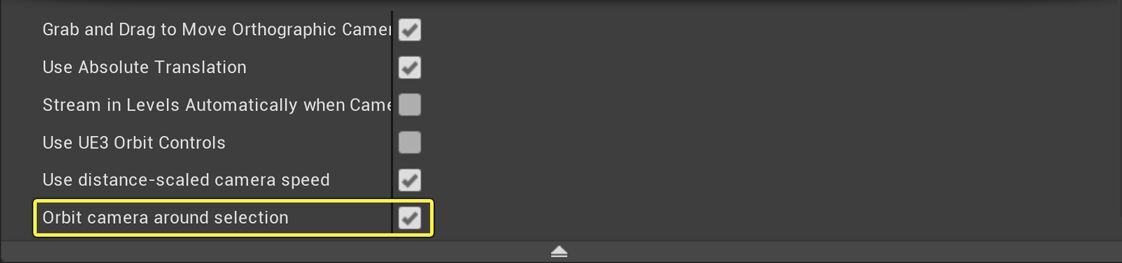 Grab and Drag to Move Orthographic Camer
Use Absolute Translation
Stream in Levels Automatically when Came
Use UE3 Orbit Controls
Use distance-scaled camera speed
Orbit camera around selection